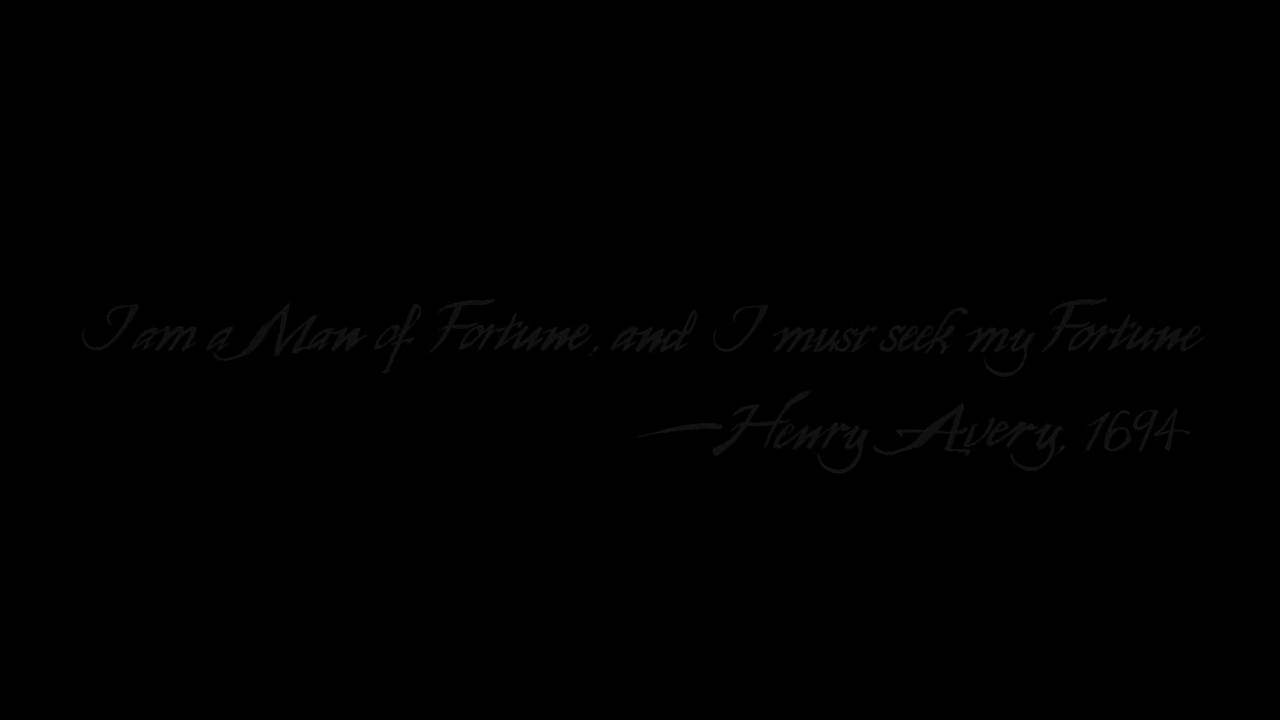 I am a Man of Fortune, and I must seek my Fortune
—Henry Avery, 1694